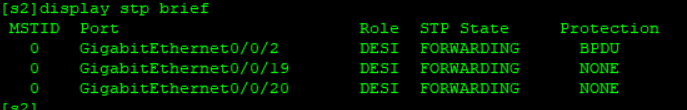 [s2]display stp brief
MSTID Port Role STP State Protection
0 GigabitEthernet0/0/2 DESI FORWARDING BPDU
0 GigabitEthernet0/0/19 DESI FORWARDING NONE
0 GigabitEthernet0/0/20 DESI FORWARDING NONE
[s2]